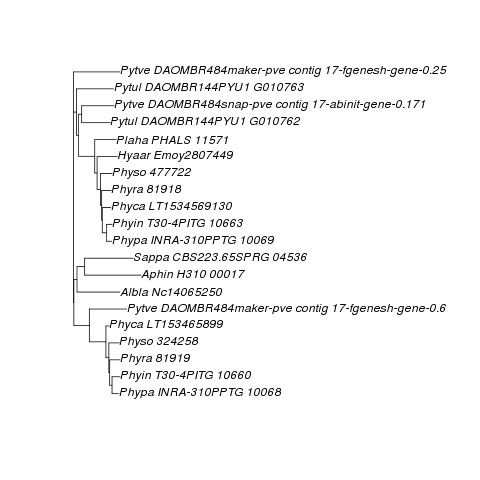 Pytve DAOMBR484maker-pve contig 17-fgenesh-gene-0.25
Pytul DAOMBR144PYU1 G010763
Pytve DAOMBR484snap-pve contig 17-abinit-gene-0.171
Pytul DAOMBR144PYU1 G010762
Plaha PHALS 11571
Hyaar Emoy2807449
Physo 477722
Phyra 81918
Phyca LT1534569130
Phyin T30-4PITG 10663
Phypa INRA-310PPTG 10069
Sappa CBS223.65SPRG 04536
Aphin H310 00017
Albla Nc14065250
Pytve DAOMBR484maker-pve contig 17-fgenesh-gene-0.6
Phyca LT153465899
Physo 324258
Phyra 81919
Phyin T30-4PITG 10660
Phypa INRA-310PPTG 10068